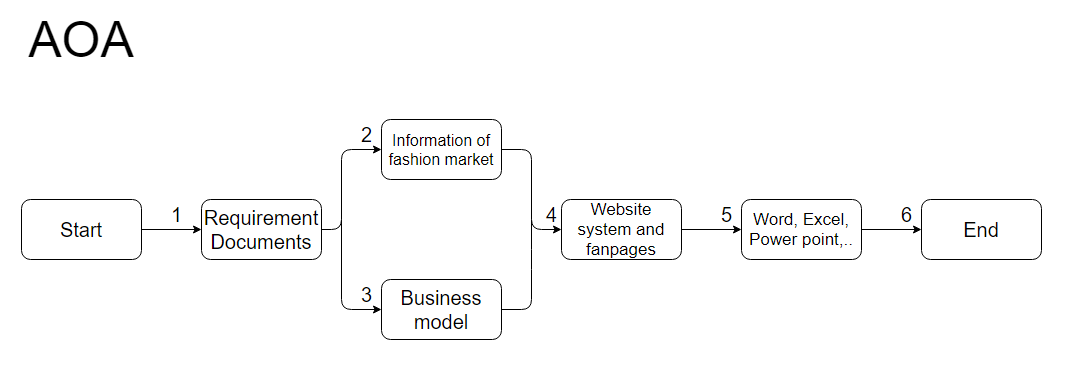 AOA
Start
1
Requirement
Documents
2
Information of
fashion market
3
Business
model
4
Website
system and
fanpages
5
Word, Excel,
Power point,..
6
End